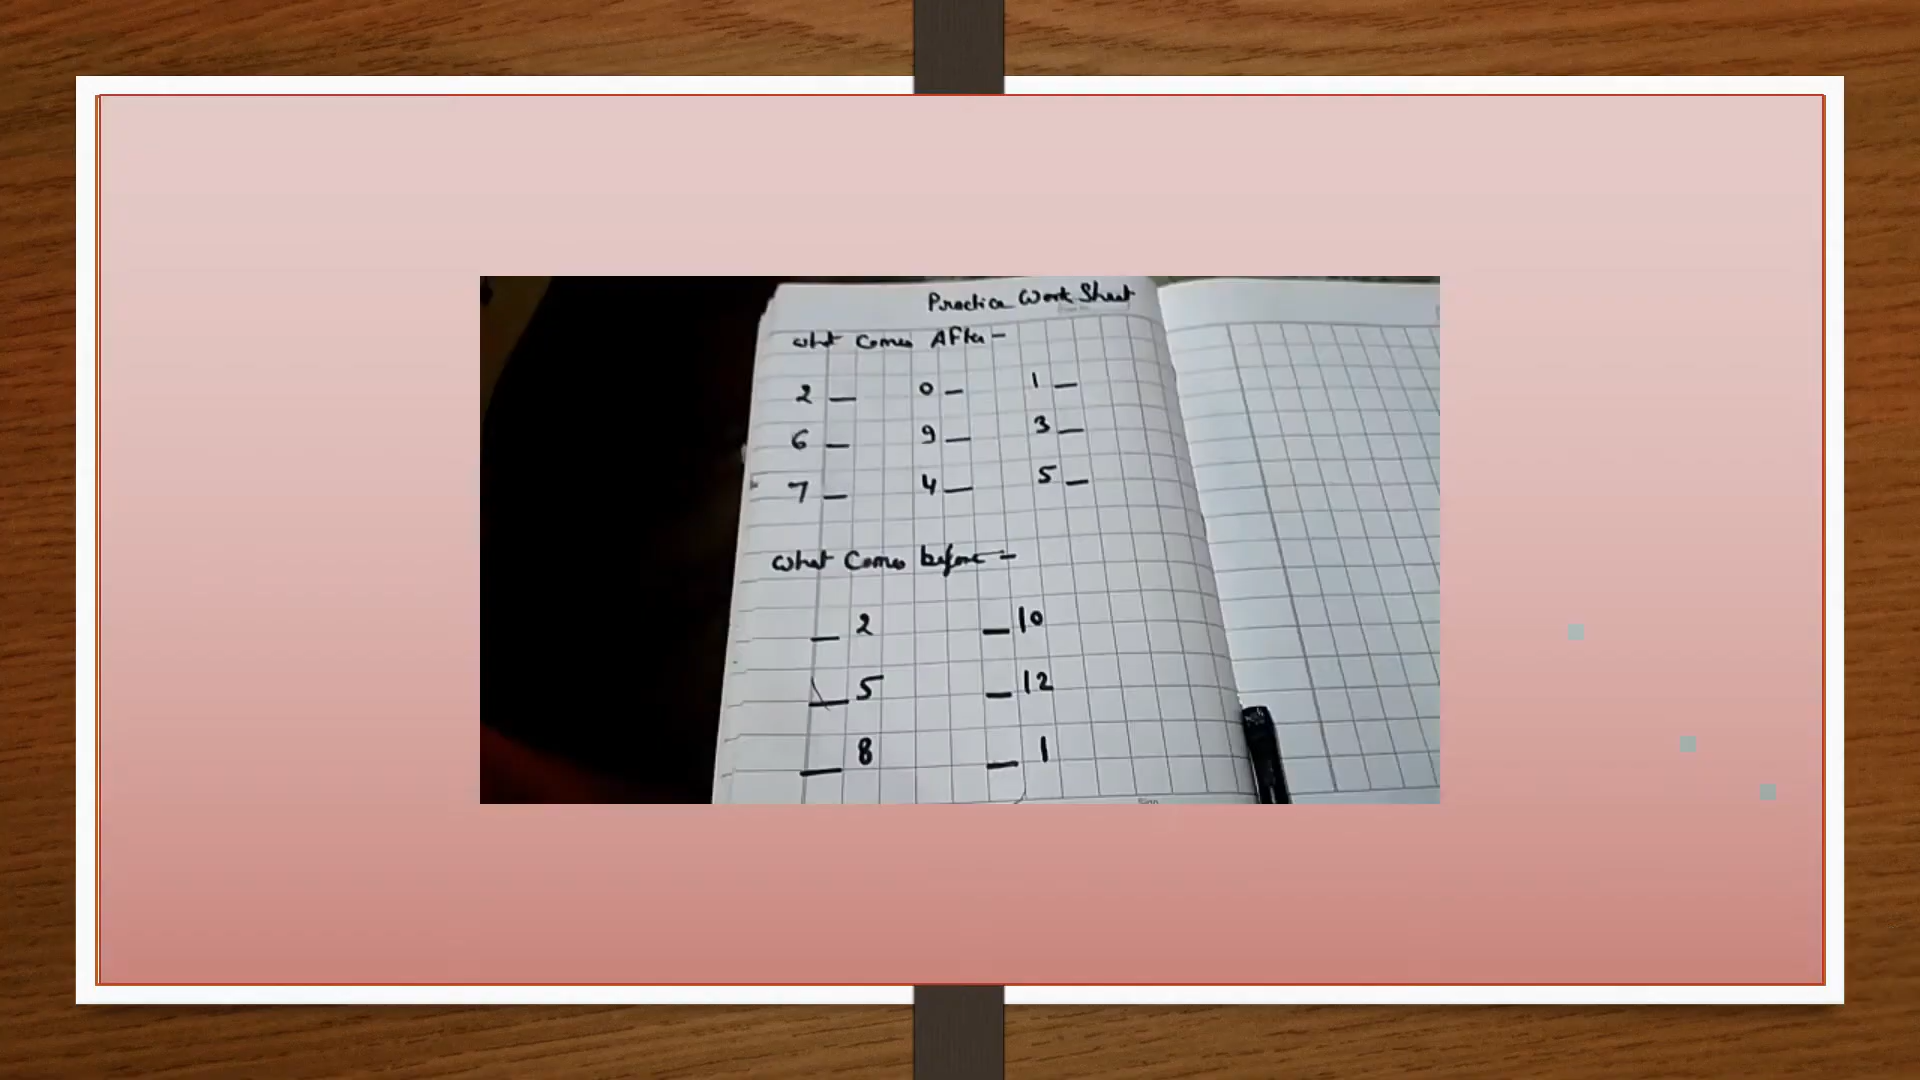 Practice Work Sheet
What Comes After -
2 _ 0 _ 1 _
6 _ 9 _ 3 _
7 _ 4 _ 5 _
What Comes before -
_ 2 _ 10
_ 5 _ 12
_ 8 _ 1
Sign